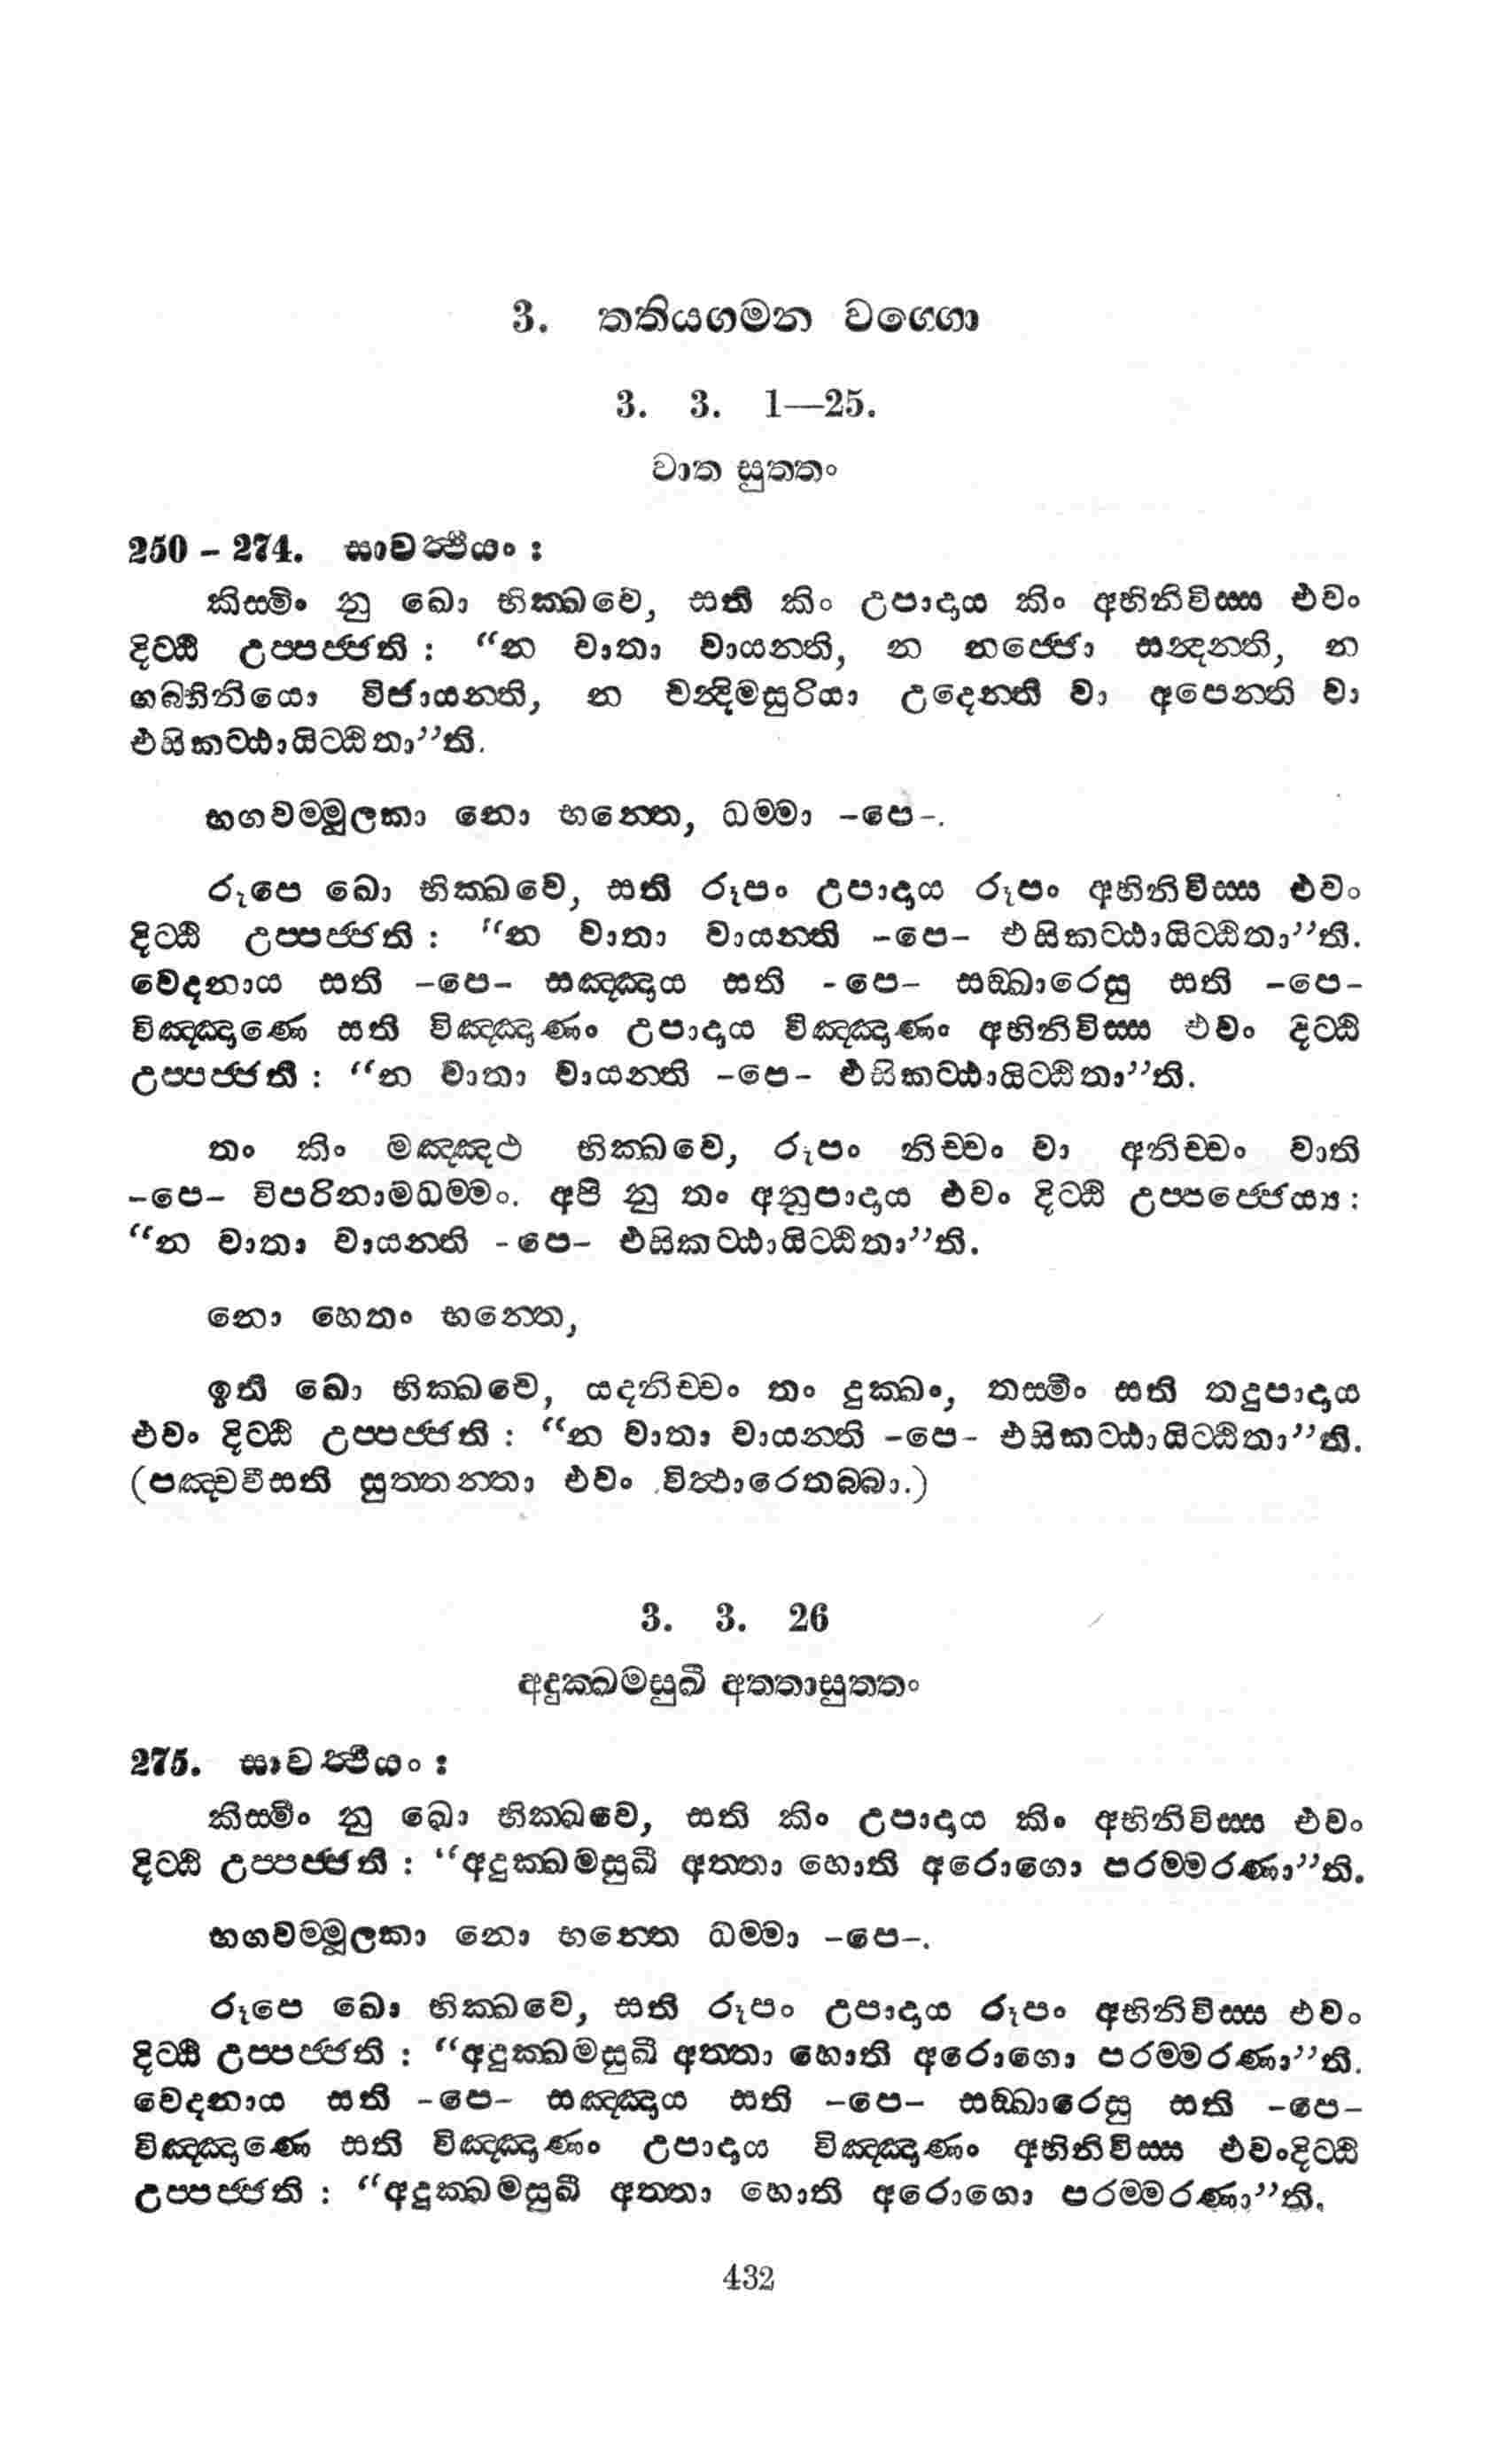 3. තතියගමන වග්ගො
3. 3. 1—25.
වාත සුත්තං
250 - 274. සාවත්ථියං :
කිස්මිං නු ඛො භික්ඛවෙ, සති කිං උපාදාය කිං අභිනිවිස්ස එවං
දිට්ඨි උප්පජ්ජති : “න වාතා වායන්ති, න නජ්ජො සන්දන්ති, න
ගබ්භිනියො විජායන්ති, න චන්දිමසුරියා උදෙන්ති වා අපෙන්ති වා
එසිකට්ඨායිට්ඨිතා”ති.
භගවම්මූලකා නො භන්තෙ, ධම්මා -පෙ-.
රූපෙ ඛො භික්ඛවෙ, සති රූපං උපාදාය රූපං අභිනිවිස්ස එවං
දිට්ඨි උප්පජ්ජති : “න වාතා වායන්ති -පෙ- එසිකට්ඨායිට්ඨිතා”ති.
වෙදනාය සති -පෙ- සඤ්ඤාය සති -පෙ- සඞ්ඛාරෙසු සති -පෙ-
විඤ්ඤාණෙ සති විඤ්ඤාණං උපාදාය විඤ්ඤාණං අභිනිවිස්ස එවං දිට්ඨි
උප්පජ්ජති : “න වාතා වායන්ති -පෙ- එසිකට්ඨායිට්ඨිතා”ති.
තං කිං මඤ්ඤථ භික්ඛවෙ, රූපං නිච්චං වා අනිච්චං වාති
-පෙ- විපරිනාමධම්මං. අපි නු තං අනුපාදාය එවං දිට්ඨි උප්පජ්ජෙය්‍ය :
“න වාතා වායන්ති -පෙ- එසිකට්ඨායිට්ඨිතා”ති.
නො හෙතං භන්තෙ,
ඉති ඛො භික්ඛවෙ, යදනිච්චං තං දුක්ඛං, තස්මිං සති තදුපාදාය
එවං දිට්ඨි උප්පජ්ජති : “න වාතා වායන්ති -පෙ- එසිකට්ඨායිට්ඨිතා”ති.
(පඤ්චවීසති සුත්තන්තා එවං විත්ථාරෙතබ්බා.)
3. 3. 26
අදුක්ඛමසුඛී අත්තාසුත්තං
275. සාවත්ථියං :
කිස්මිං නු ඛො භික්ඛවෙ, සති කිං උපාදාය කිං අභිනිවිස්ස එවං
දිට්ඨි උප්පජ්ජති : “අදුක්ඛමසුඛී අත්තා හොති අරොගො පරම්මරණා”ති.
භගවම්මූලකා නො භන්තෙ ධම්මා -පෙ-.
රූපෙ ඛො භික්ඛවෙ, සති රූපං උපාදාය රූපං අභිනිවිස්ස එවං
දිට්ඨි උප්පජ්ජති : “අදුක්ඛමසුඛී අත්තා හොති අරොගො පරම්මරණා”ති.
වෙදනාය සති -පෙ- සඤ්ඤාය සති -පෙ- සඞ්ඛාරෙසු සති -පෙ-
විඤ්ඤාණෙ සති විඤ්ඤාණං උපාදාය විඤ්ඤාණං අභිනිවිස්ස එවංදිට්ඨි
උප්පජ්ජති : “අදුක්ඛමසුඛී අත්තා හොති අරොගො පරම්මරණා”ති.
432